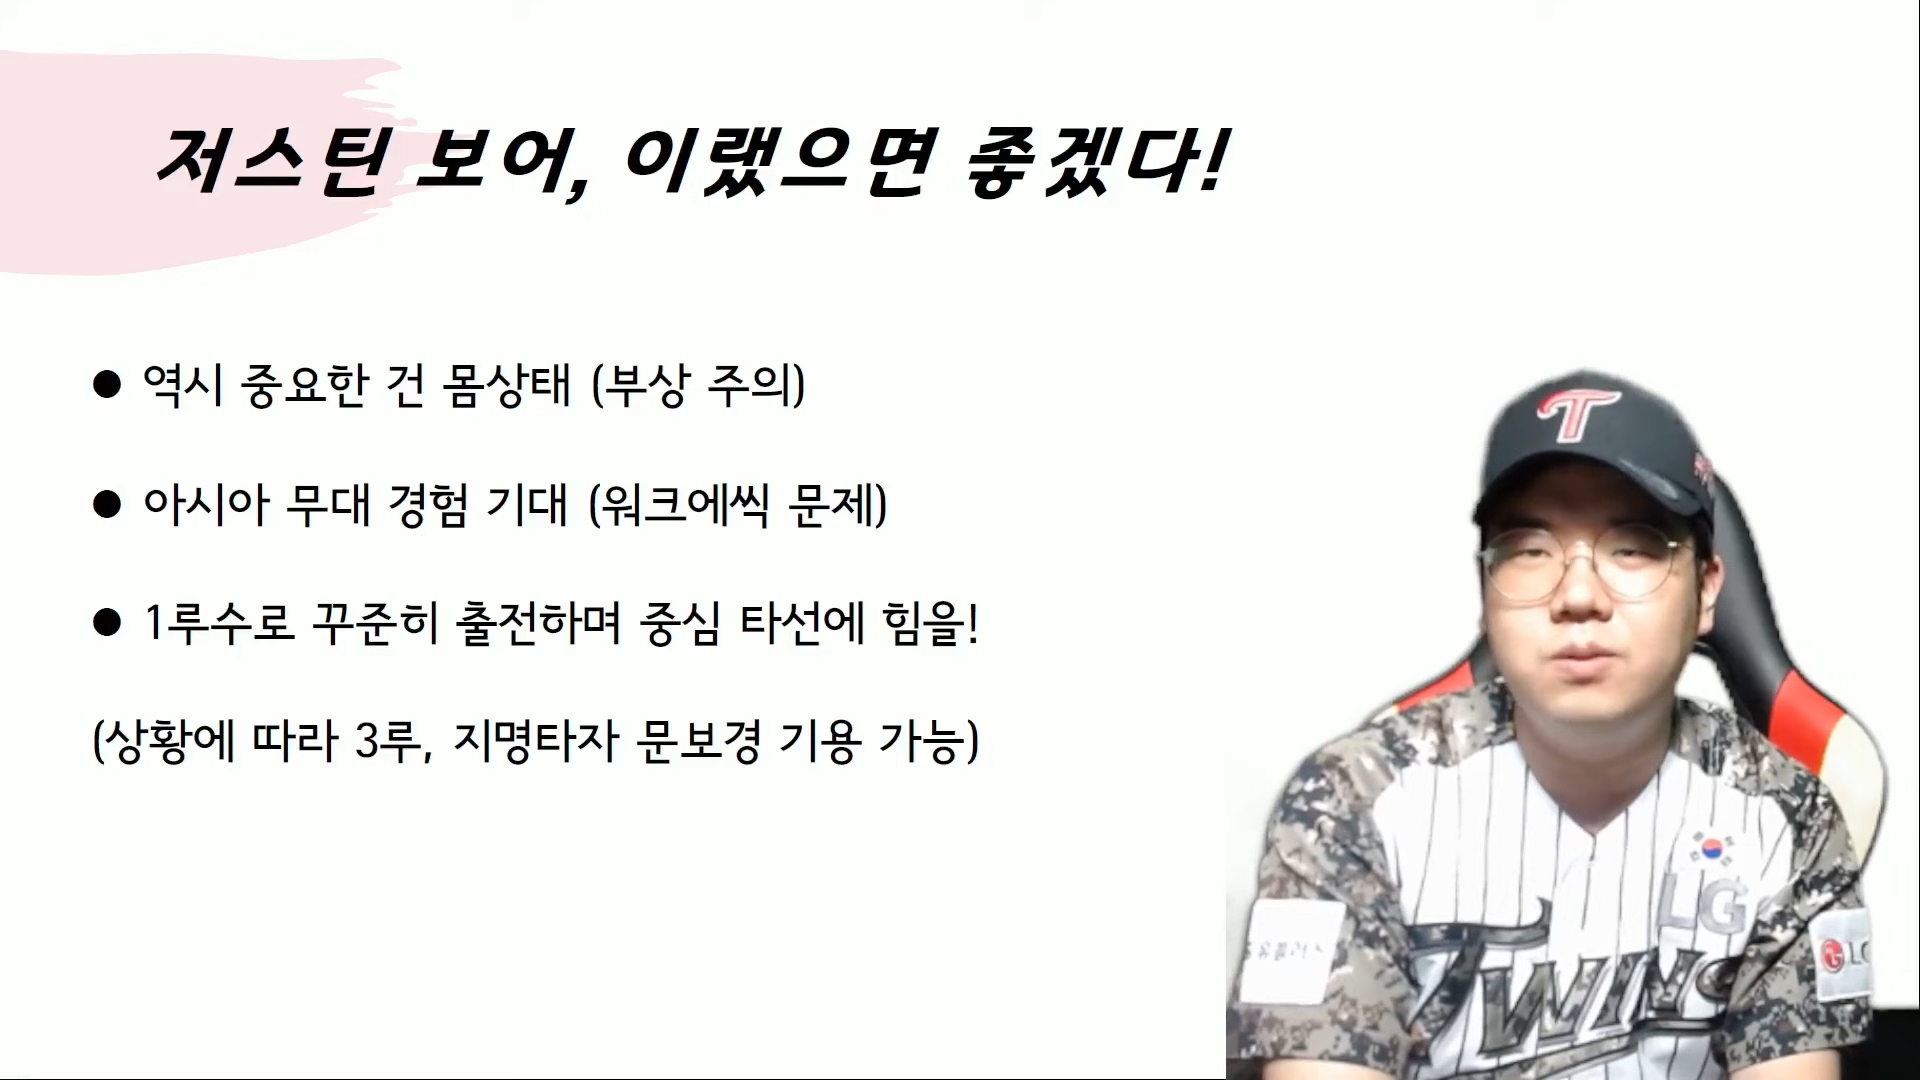 저스틴 보어, 이랬으면 좋겠다!
● 역시 중요한 건 몸상태 (부상 주의)
● 아시아 무대 경험 기대 (워크에씩 문제)
● 1루수로 꾸준히 출전하며 중심 타선에 힘을!
(상황에 따라 3루, 지명타자 문보경 기용 가능)
T
LG
TWINS
LG